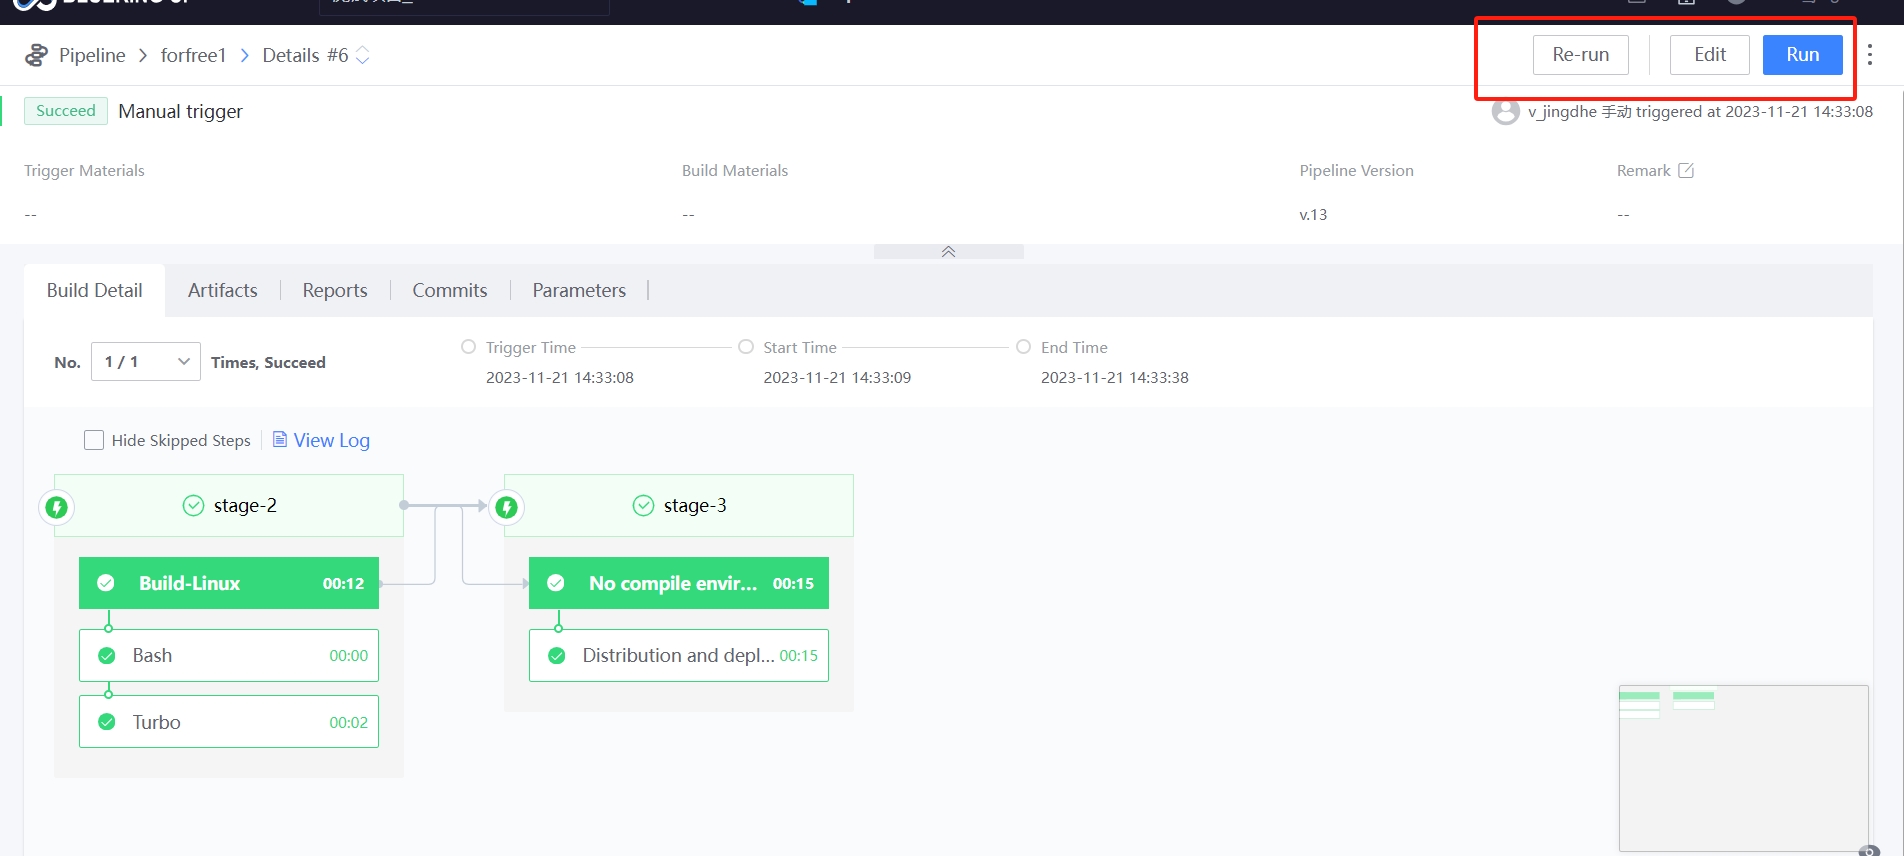 Pipeline
forfree1
Details #6
Re-run
Edit
Run
Succeed
Manual trigger
v_jingdhe 手动 triggered at 2023-11-21 14:33:08
Trigger Materials
Build Materials
Pipeline Version
Remark
--
--
v.13
--
Build Detail
Artifacts
Reports
Commits
Parameters
No.
1 / 1
Times, Succeed
Trigger Time
Start Time
End Time
2023-11-21 14:33:08
2023-11-21 14:33:09
2023-11-21 14:33:38
Hide Skipped Steps
View Log
stage-2
stage-3
Build-Linux 00:12
No compile envir... 00:15
Bash 00:00
Distribution and depl... 00:15
Turbo 00:02